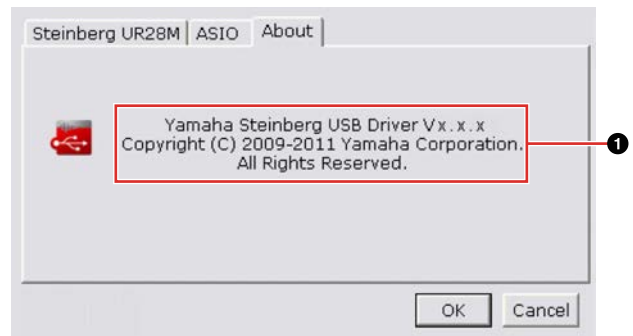 Steinberg UR28M ASIO About
Yamaha Steinberg USB Driver Vx.x.x
Copyright (C) 2009-2011 Yamaha Corporation.
All Rights Reserved.
1
OK Cancel